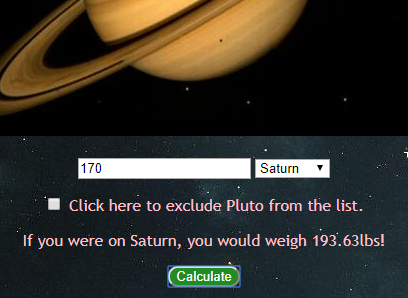 170 Saturn
Click here to exclude Pluto from the list.
If you were on Saturn, you would weigh 193.63lbs!
Calculate